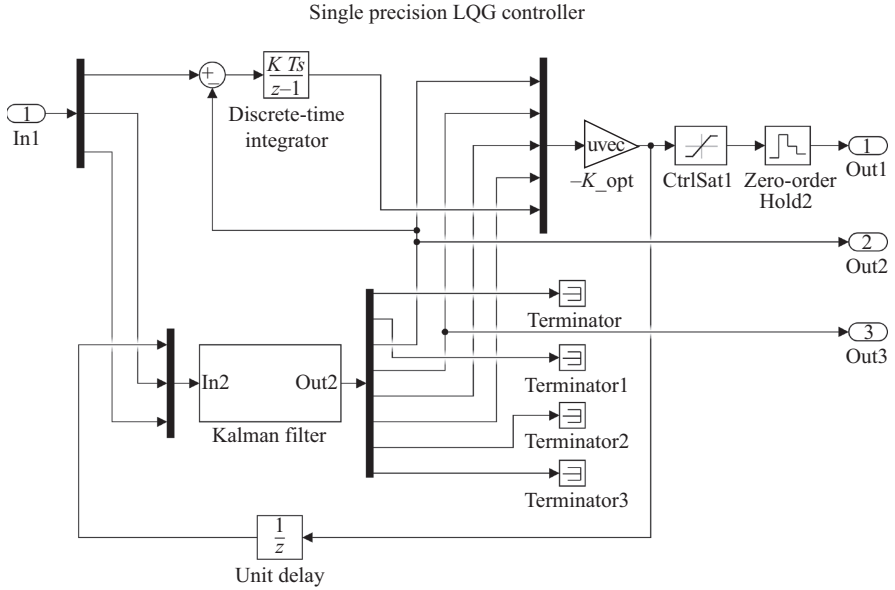 Single precision LQG controller
1
In1
+
−
K Ts
z–1
Discrete-time
integrator
uvec
–K_opt
CtrlSat1
Zero-order
Hold2
1
Out1
2
Out2
3
Out3
In2
Out2
Kalman filter
Terminator
Terminator1
Terminator2
Terminator3
1
z
Unit delay